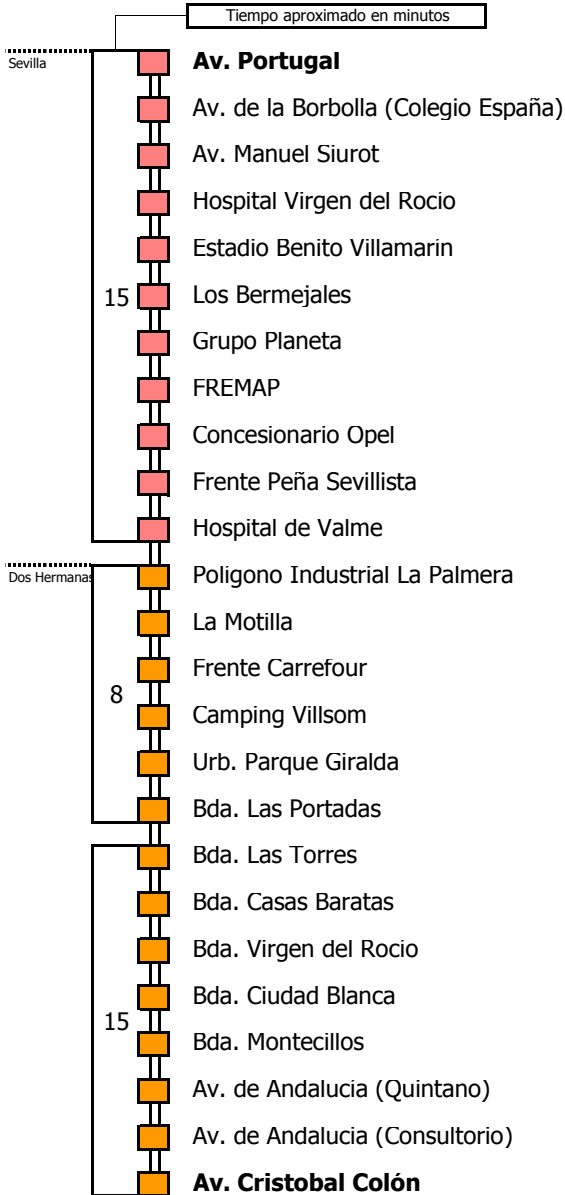 Tiempo aproximado en minutos
Sevilla
Av. Portugal
Av. de la Borbolla (Colegio España)
Av. Manuel Siurot
Hospital Virgen del Rocio
Estadio Benito Villamarin
15
Los Bermejales
Grupo Planeta
FREMAP
Concesionario Opel
Frente Peña Sevillista
Hospital de Valme
Dos Hermanas
Poligono Industrial La Palmera
La Motilla
Frente Carrefour
8
Camping Villsom
Urb. Parque Giralda
Bda. Las Portadas
Bda. Las Torres
Bda. Casas Baratas
Bda. Virgen del Rocio
Bda. Ciudad Blanca
15
Bda. Montecillos
Av. de Andalucia (Quintano)
Av. de Andalucia (Consultorio)
Av. Cristobal Colón